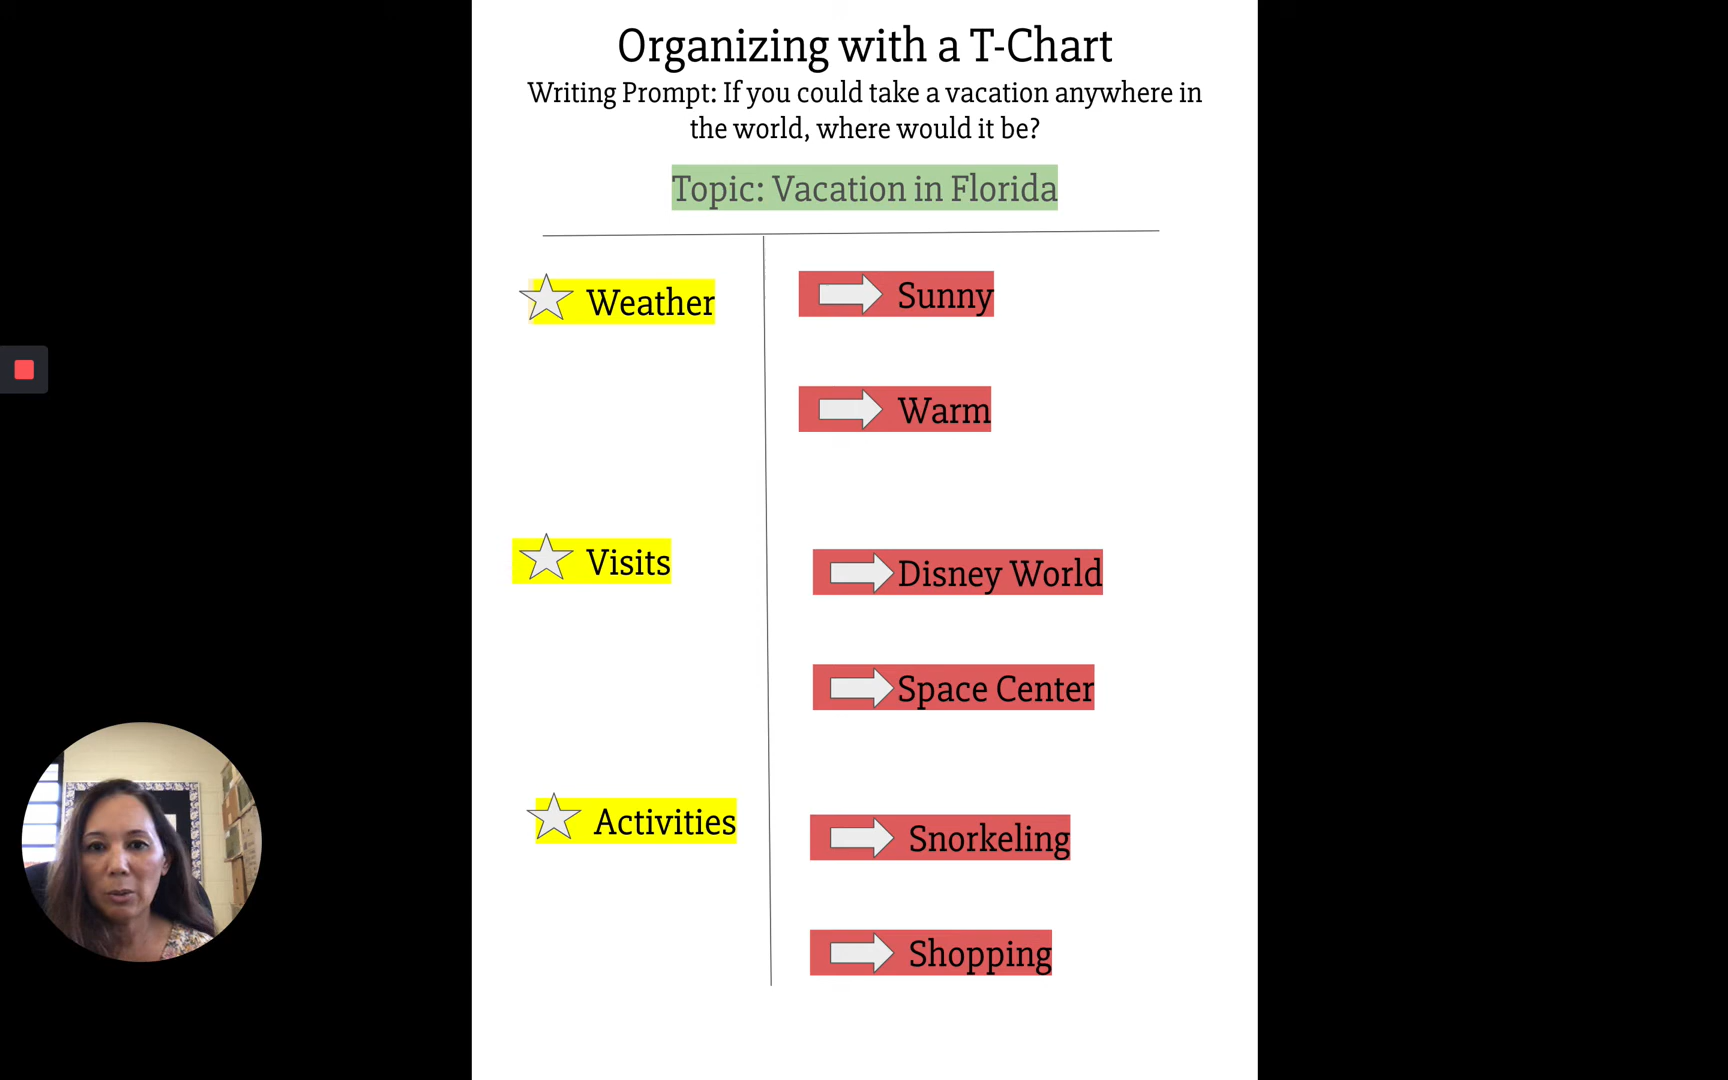 Organizing with a T-Chart
Writing Prompt: If you could take a vacation anywhere in
the world, where would it be?
Topic: Vacation in Florida
Weather
Sunny
Warm
Visits
Disney World
Space Center
Activities
Snorkeling
Shopping